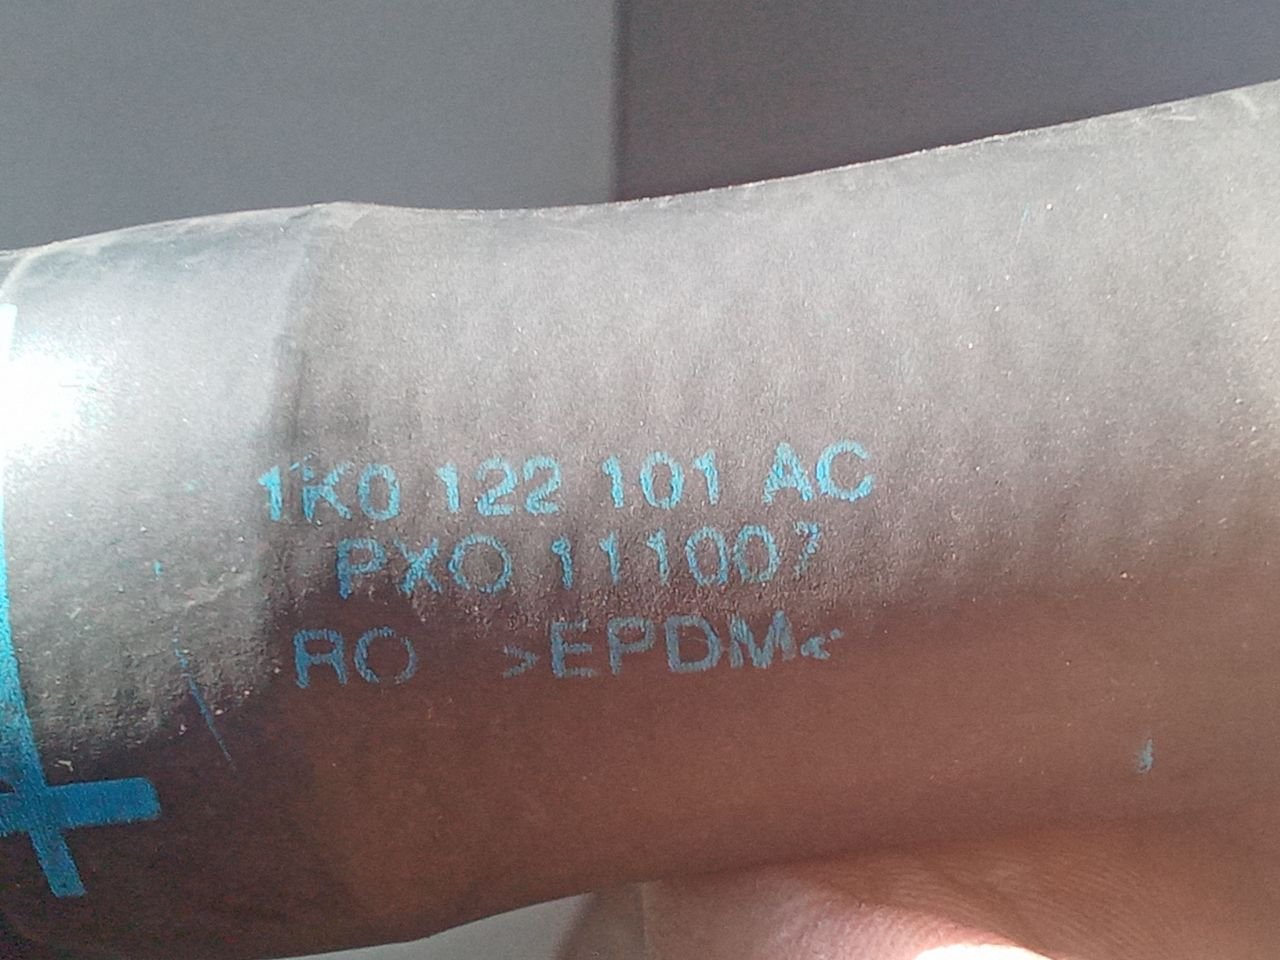 1K0 122 101 AC
PXO 111007
RO >EPDM<